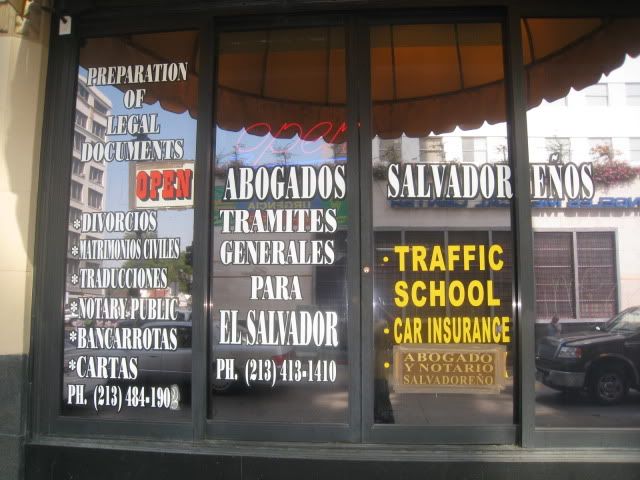 PREPARATION
OF
LEGAL
DOCUMENTS
OPEN
*DIVORCIOS
*MATRIMONIOS CIVILES
*TRADUCCIONES
*NOTARY PUBLIC
*BANCARROTAS
*CARTAS
PH. (213) 484-190
open
ABOGADOS SALVADOREÑOS
TRAMITES
GENERALES
PARA
EL SALVADOR
PH. (213) 413-1410
· TRAFFIC
SCHOOL
· CAR INSURANCE
ABOGADO
Y NOTARIO
SALVADOREÑO